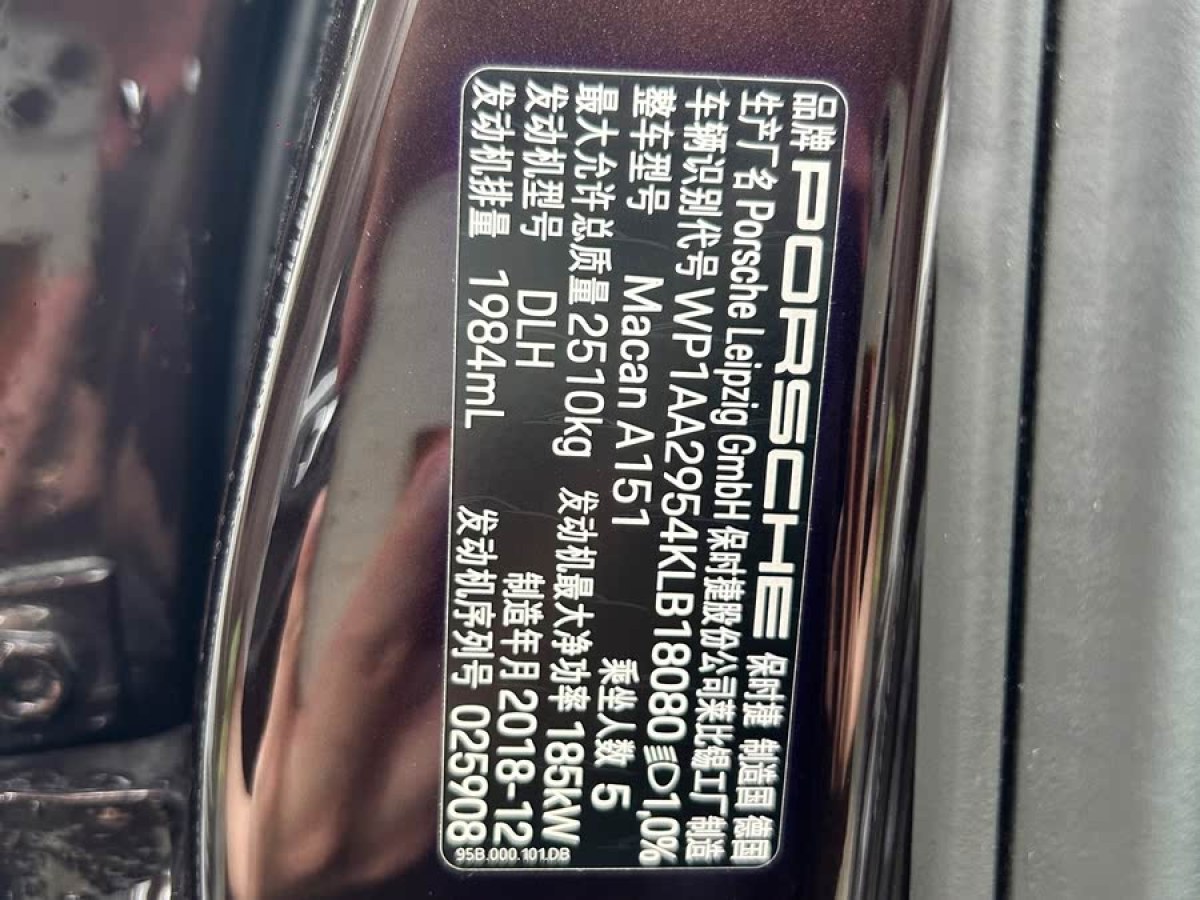 品牌 PORSCHE 保时捷 制造国 德国
生产厂名 Porsche Leipzig GmbH 保时捷股份公司莱比锡工厂 制造
车辆识别代号 WP1AA2954KLB18080 1,0%
整车型号 Macan A151 乘坐人数 5
最大允许总质量 2510kg 发动机最大净功率 185kW
发动机型号 DLH 制造年月 2018-12
发动机排量 1984mL 发动机序列号 025908
95B.000.101.DB